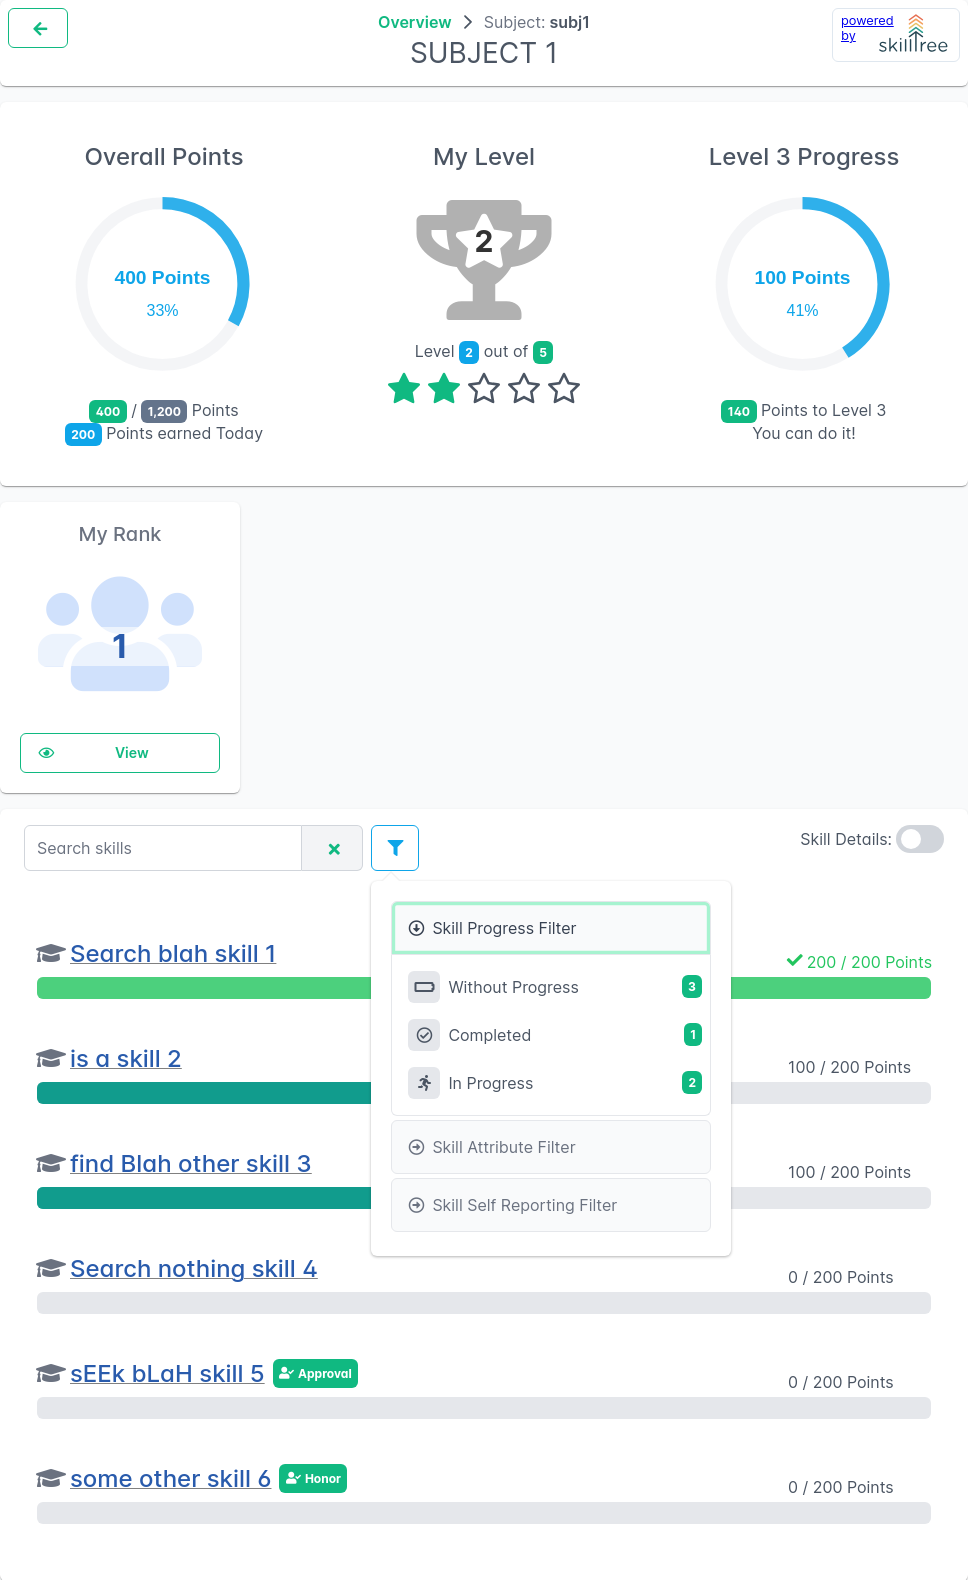 Overview > Subject: subj1
SUBJECT 1
powered
by
skilltree
Overall Points
400 Points
33%
400 / 1,200 Points
200 Points earned Today
My Level
2
Level 2 out of 5
Level 3 Progress
100 Points
41%
140 Points to Level 3
You can do it!
My Rank
1
View
Search skills
Skill Details:
Skill Progress Filter
Without Progress 3
Completed 1
In Progress 2
Skill Attribute Filter
Skill Self Reporting Filter
Search blah skill 1
200 / 200 Points
is a skill 2
100 / 200 Points
find Blah other skill 3
100 / 200 Points
Search nothing skill 4
0 / 200 Points
sEEk bLaH skill 5 Approval
0 / 200 Points
some other skill 6 Honor
0 / 200 Points